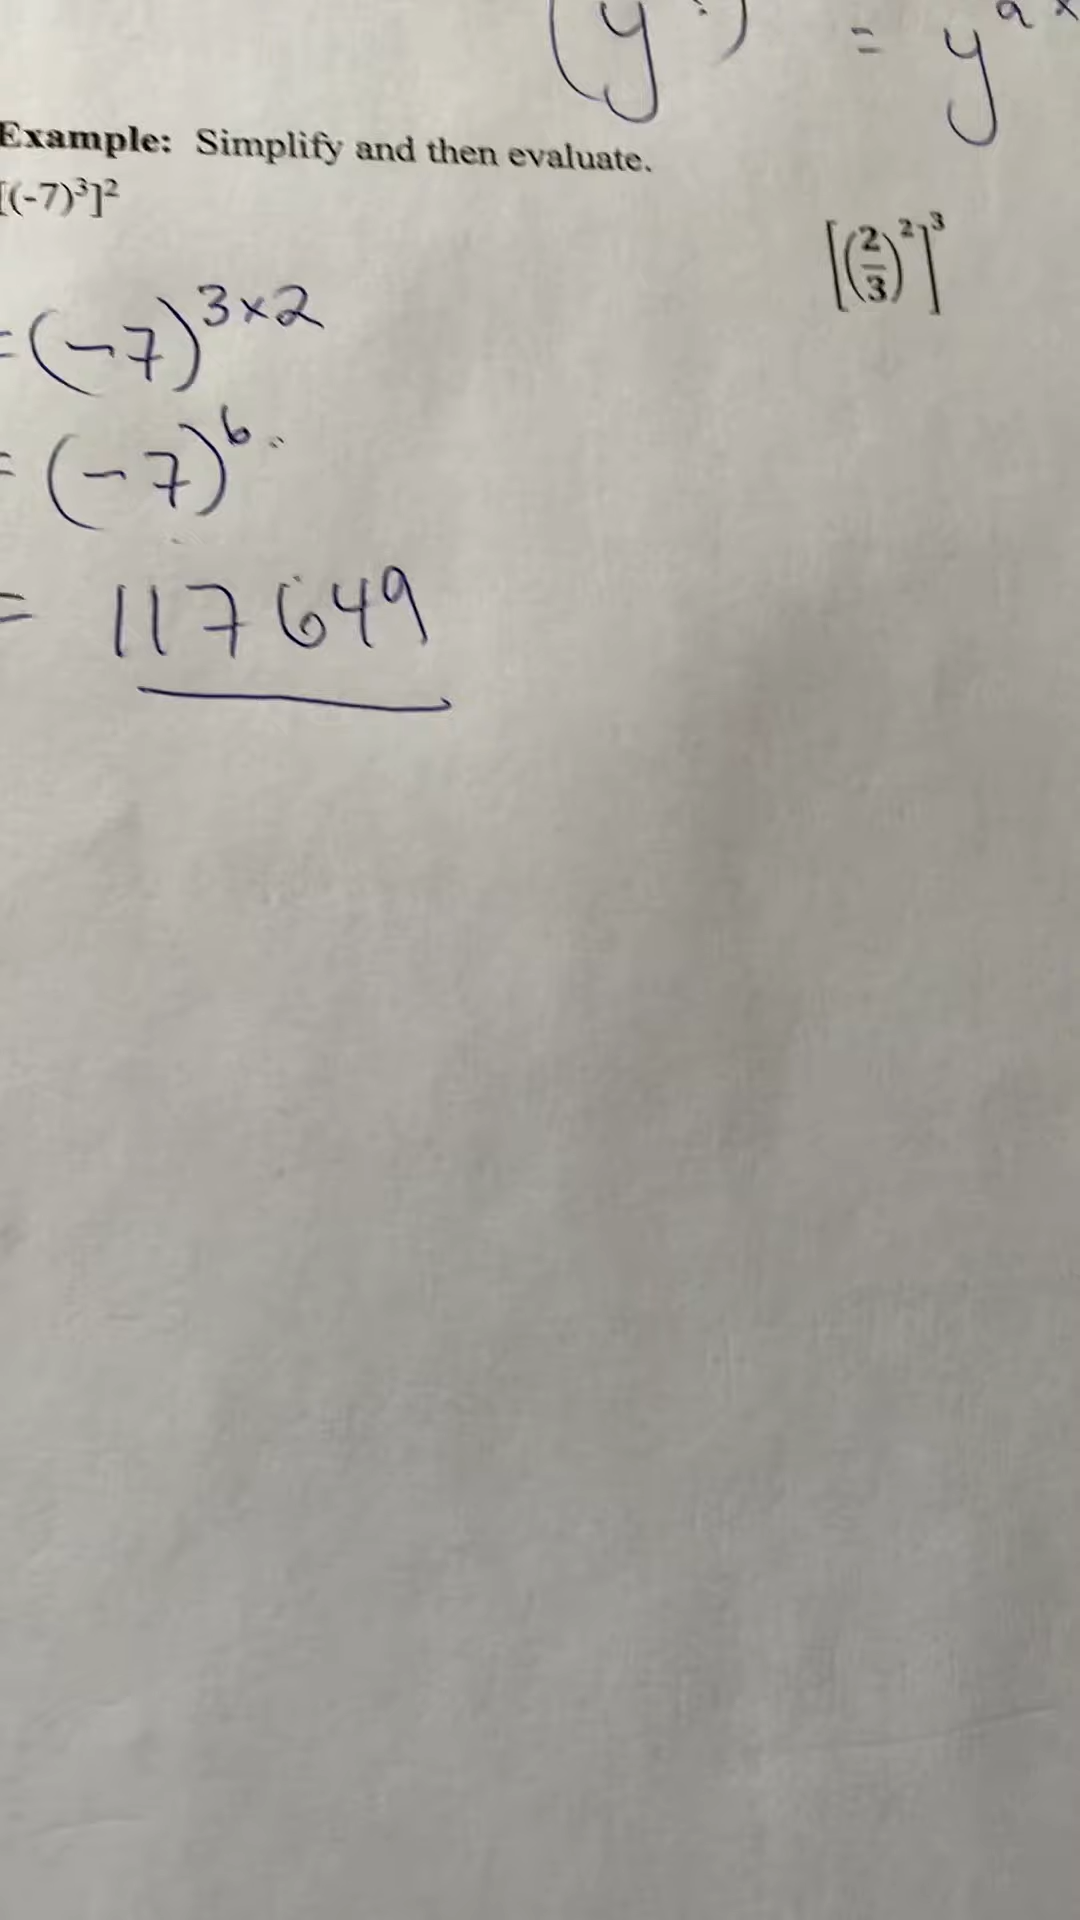 (y ) = y^a x
Example: Simplify and then evaluate.
[(-7)³]²
[(2/3)²]³
= (-7)^3×2
= (-7)^6
= 117649